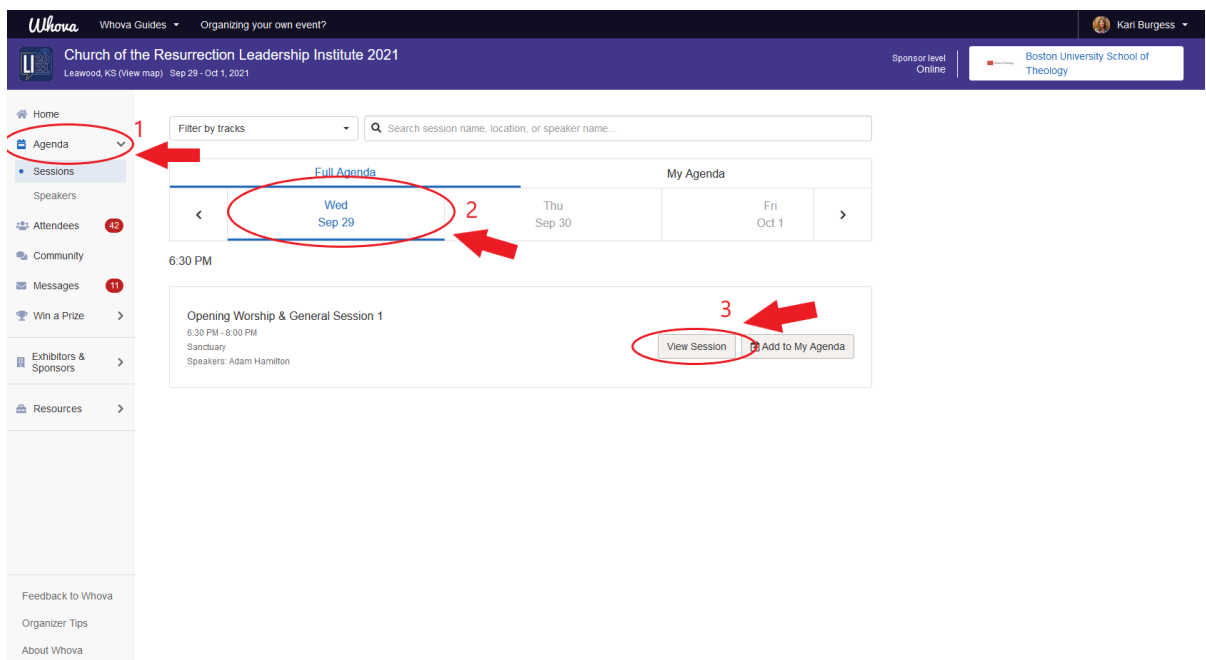 Whova
Whova Guides
Organizing your own event?
Kari Burgess
Church of the Resurrection Leadership Institute 2021
Leawood, KS (View map) Sep 29 - Oct 1, 2021
Sponsor level
Online
Boston University School of
Theology
Home
Agenda
1
Sessions
Speakers
Attendees 42
Community
Messages 11
Win a Prize
Exhibitors &
Sponsors
Resources
Feedback to Whova
Organizer Tips
About Whova
Filter by tracks
Search session name, location, or speaker name...
Full Agenda
My Agenda
Wed
Sep 29
2
Thu
Sep 30
Fri
Oct 1
6:30 PM
Opening Worship & General Session 1
6:30 PM - 8:00 PM
Sanctuary
Speakers: Adam Hamilton
3
View Session
Add to My Agenda